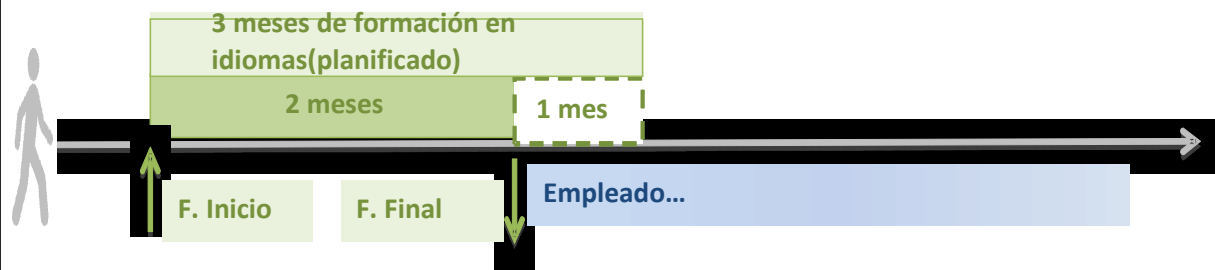 3 meses de formación en
idiomas(planificado)
2 meses
1 mes
F. Inicio
F. Final
Empleado...